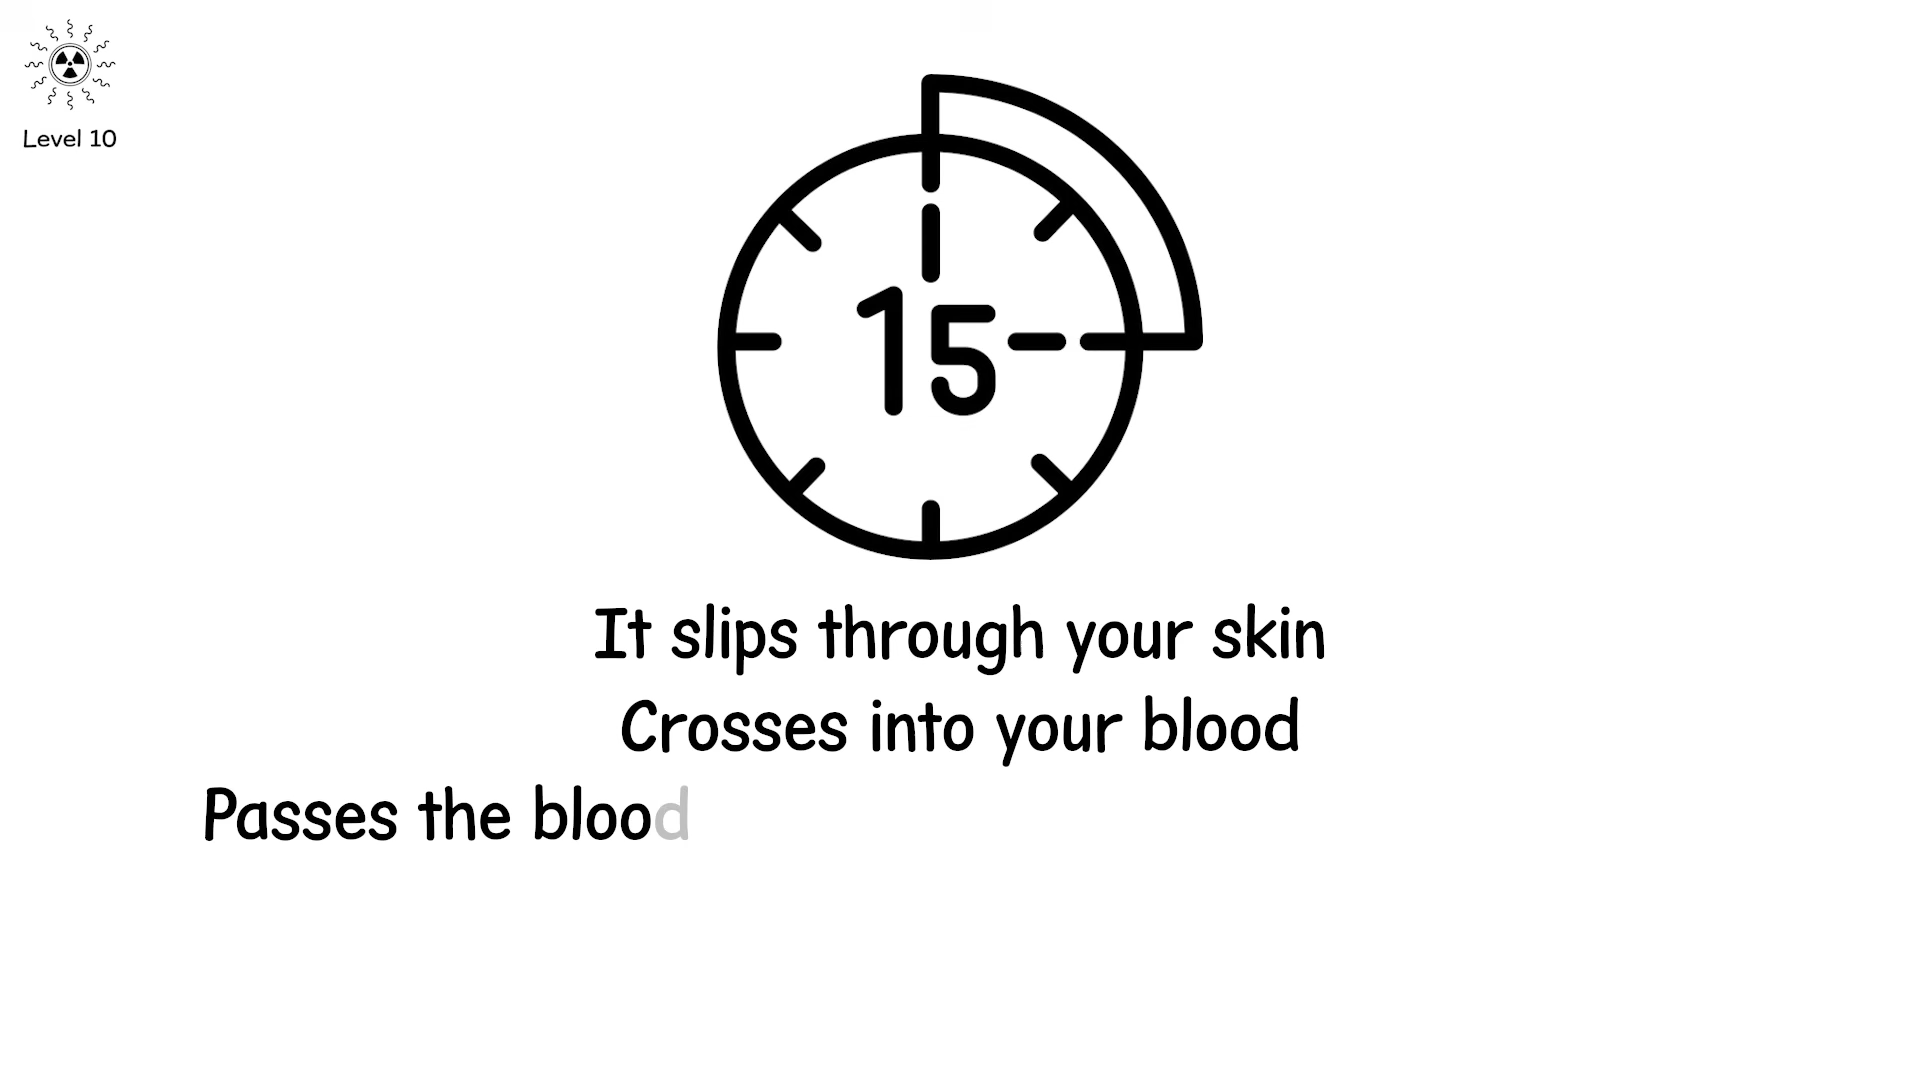 Level 10
15
It slips through your skin
Crosses into your blood
Passes the blood